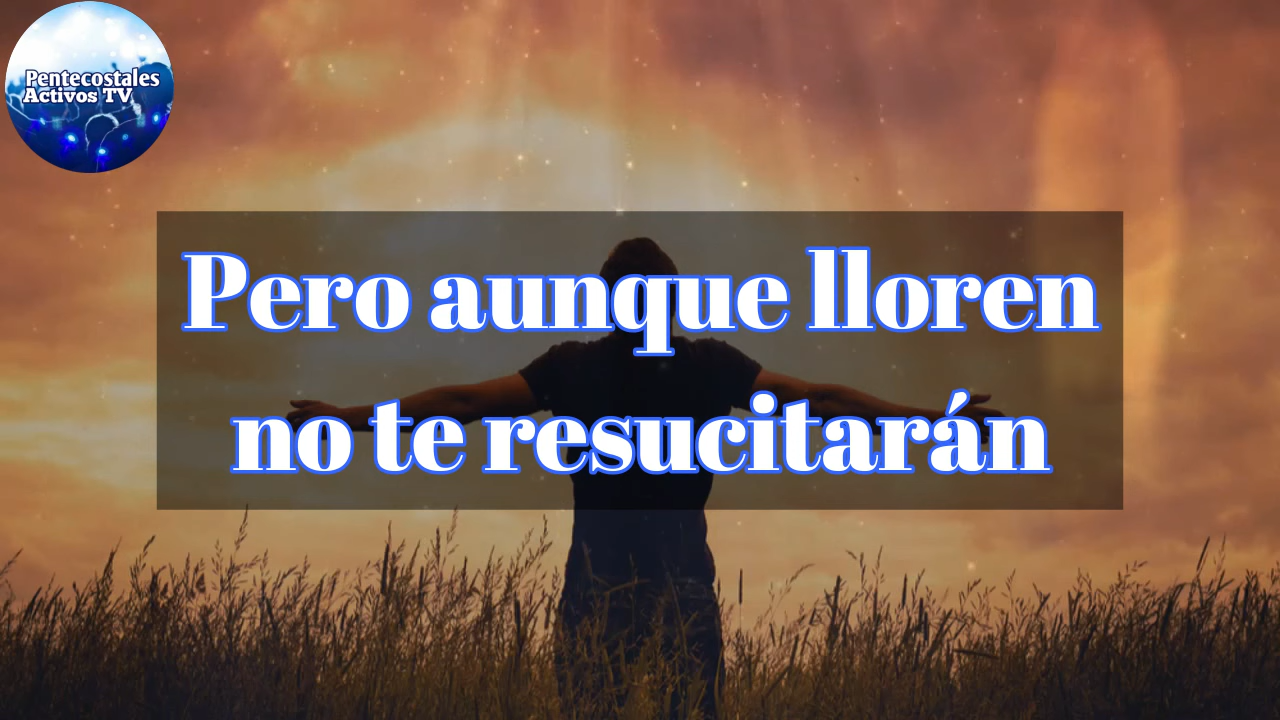 Pentecostales
Activos TV
Pero aunque lloren
no te resucitarán